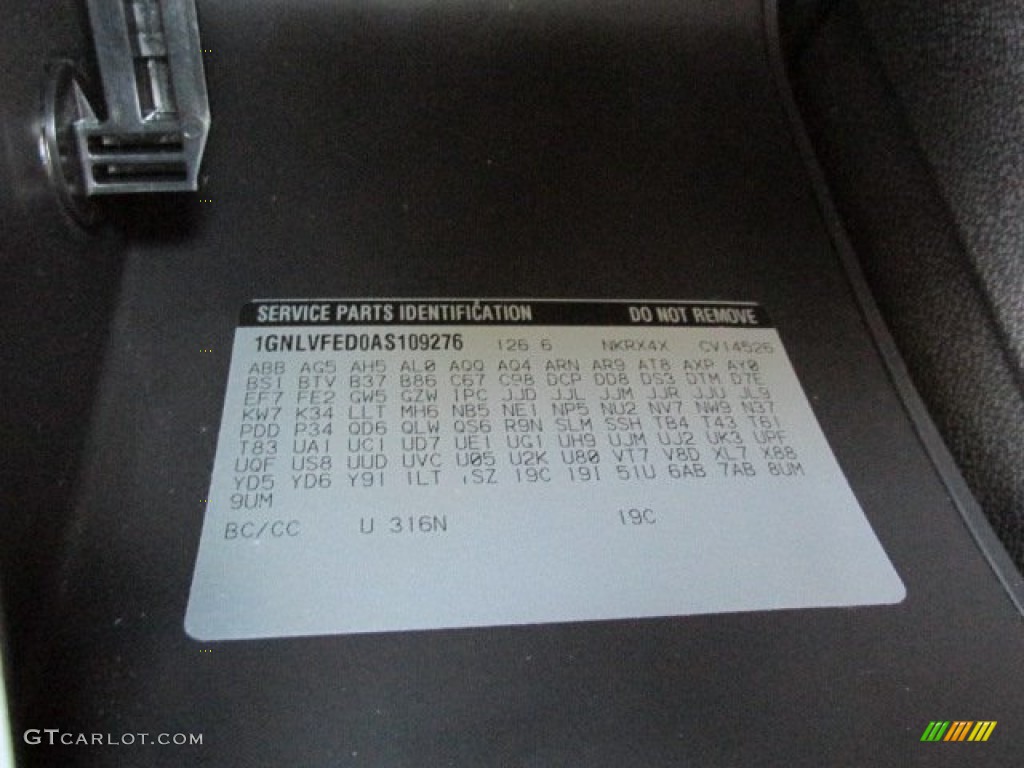 SERVICE PARTS IDENTIFICATION DO NOT REMOVE
1GNLVFED0AS109276 126 6 NKRX4X CV14526
ABB AG5 AH5 AL0 AQQ AQ4 ARN AR9 AT8 AXP AY0
BS1 BTV B37 B86 C67 C98 DCP DD8 DS3 DTM D7E
EF7 FE2 GW5 GZW IPC JJD JJL JJM JJR JJU JL9
KW7 K34 LLT MH6 NB5 NE1 NP5 NU2 NV7 NW9 N37
PDD P34 QD6 QLW QS6 R9N SLM SSH TB4 T43 T61
T83 UA1 UC1 UD7 UE1 UG1 UH9 UJM UJ2 UK3 UPF
UQF US8 UUD UVC U05 U2K U80 VT7 V8D XL7 X88
YD5 YD6 Y91 1LT 1SZ 19C 19I 51U 6AB 7AB 8UM
9UM
BC/CC U 316N 19C
GTCARLOT.COM